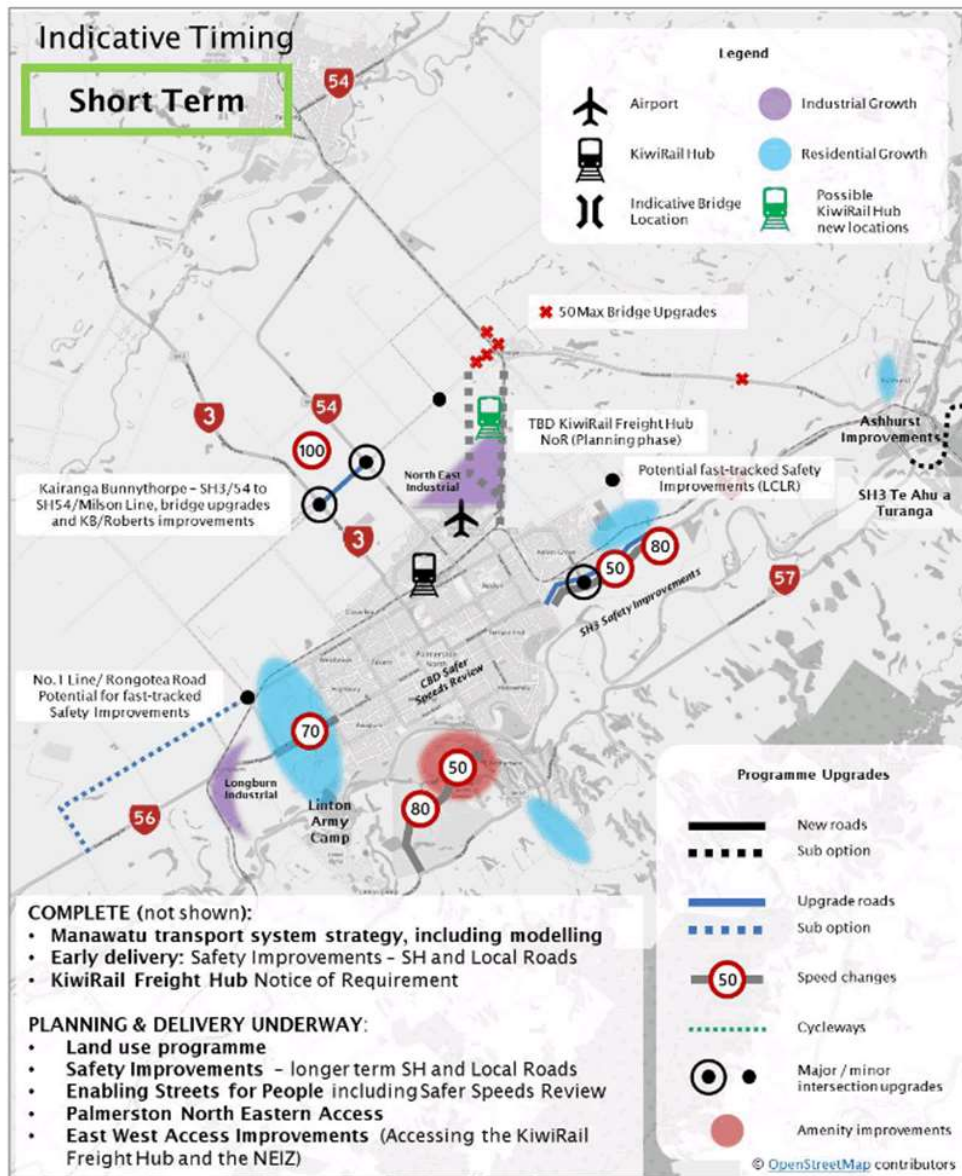 Indicative Timing
Short Term
54
Legend
Airport
Industrial Growth
KiwiRail Hub
Residential Growth
Indicative Bridge
Location
Possible
KiwiRail Hub
new locations
50Max Bridge Upgrades
3
54
100
TBD KiwiRail Freight Hub
NoR (Planning phase)
Ashhurst
Improvements
North East
Industrial
Potential fast-tracked Safety
Improvements (LCLR)
Kairanga Bunnythorpe – SH3/54 to
SH54/Milson Line, bridge upgrades
and KB/Roberts improvements
SH3 Te Ahu a
Turanga
3
80
50
57
SH3 Safety Improvements
Palmerston
North
CBD Safer
Speeds Review
No.1 Line/ Rongotea Road
Potential for fast-tracked
Safety Improvements
70
50
Longburn
Industrial
80
56
Linton
Army
Camp
Programme Upgrades
New roads
Sub option
Upgrade roads
Sub option
50
Speed changes
Cycleways
Major / minor
intersection upgrades
Amenity improvements
COMPLETE (not shown):
• Manawatu transport system strategy, including modelling
• Early delivery: Safety Improvements – SH and Local Roads
• KiwiRail Freight Hub Notice of Requirement
PLANNING & DELIVERY UNDERWAY:
• Land use programme
• Safety Improvements – longer term SH and Local Roads
• Enabling Streets for People including Safer Speeds Review
• Palmerston North Eastern Access
• East West Access Improvements (Accessing the KiwiRail
Freight Hub and the NEIZ)
© OpenStreetMap contributors